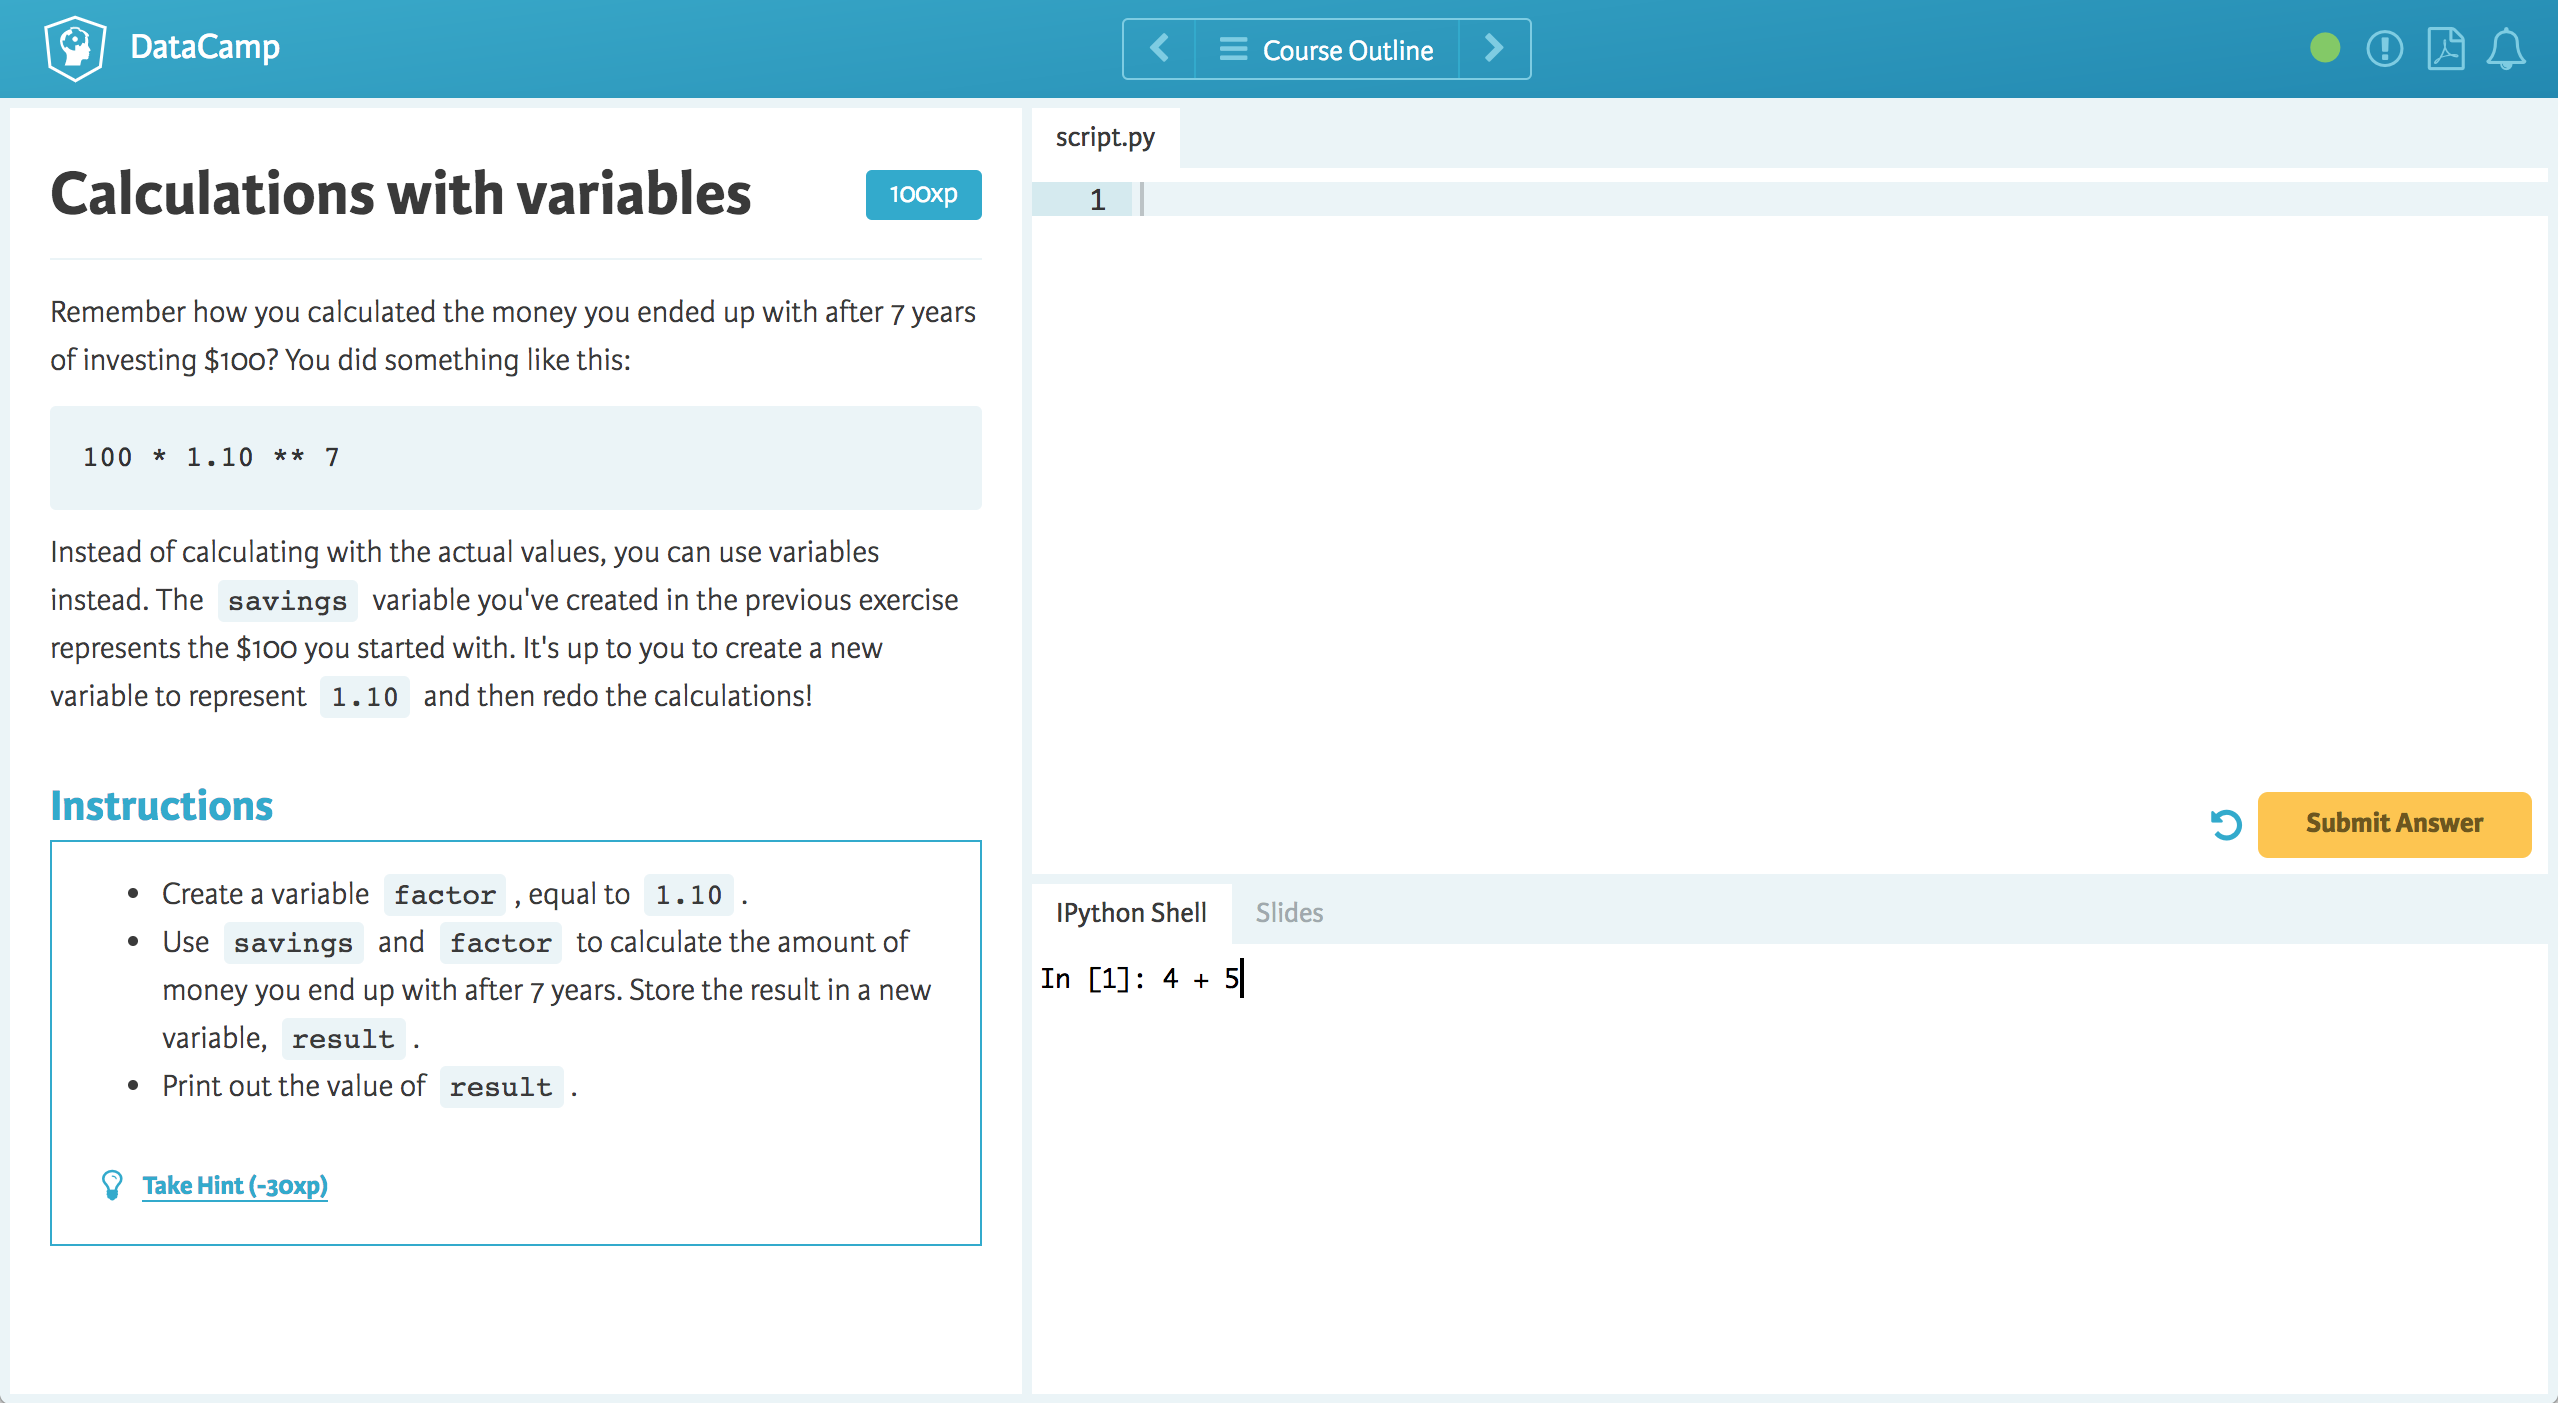 DataCamp
Course Outline
Calculations with variables
100xp
Remember how you calculated the money you ended up with after 7 years
of investing $100? You did something like this:
100 * 1.10 ** 7
Instead of calculating with the actual values, you can use variables
instead. The savings variable you've created in the previous exercise
represents the $100 you started with. It's up to you to create a new
variable to represent 1.10 and then redo the calculations!
Instructions
• Create a variable factor , equal to 1.10 .
• Use savings and factor to calculate the amount of
money you end up with after 7 years. Store the result in a new
variable, result .
• Print out the value of result .
Take Hint (-30xp)
script.py
1
Submit Answer
IPython Shell
Slides
In [1]: 4 + 5